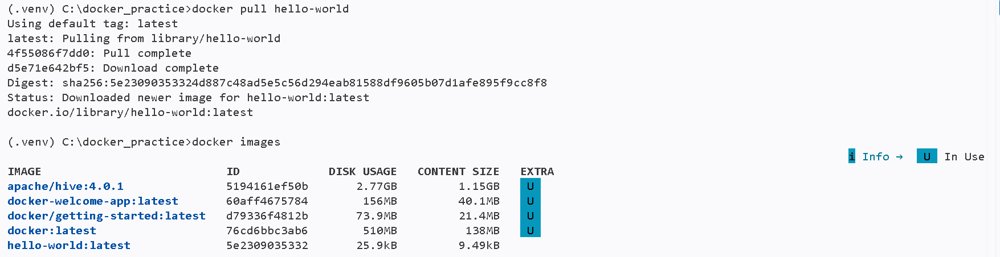 (.venv) C:\docker_practice>docker pull hello-world
Using default tag: latest
latest: Pulling from library/hello-world
4f55086f7dd0: Pull complete
d5e71e642bf5: Download complete
Digest: sha256:5e23090353324d887c48ad5e5c56d294eab81588df9605b07d1afe895f9cc8f8
Status: Downloaded newer image for hello-world:latest
docker.io/library/hello-world:latest
(.venv) C:\docker_practice>docker images
i Info → U In Use
IMAGE ID DISK USAGE CONTENT SIZE EXTRA
apache/hive:4.0.1 5194161ef50b 2.77GB 1.15GB U
docker-welcome-app:latest 60aff4675784 156MB 40.1MB U
docker/getting-started:latest d79336f4812b 73.9MB 21.4MB U
docker:latest 76cd6bbc3ab6 510MB 138MB U
hello-world:latest 5e2309035332 25.9kB 9.49kB